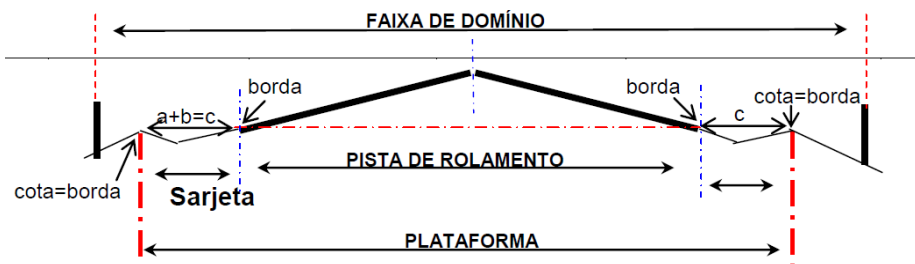 FAIXA DE DOMÍNIO
borda
borda
cota=borda
a+b=c
c
PISTA DE ROLAMENTO
cota=borda
Sarjeta
PLATAFORMA